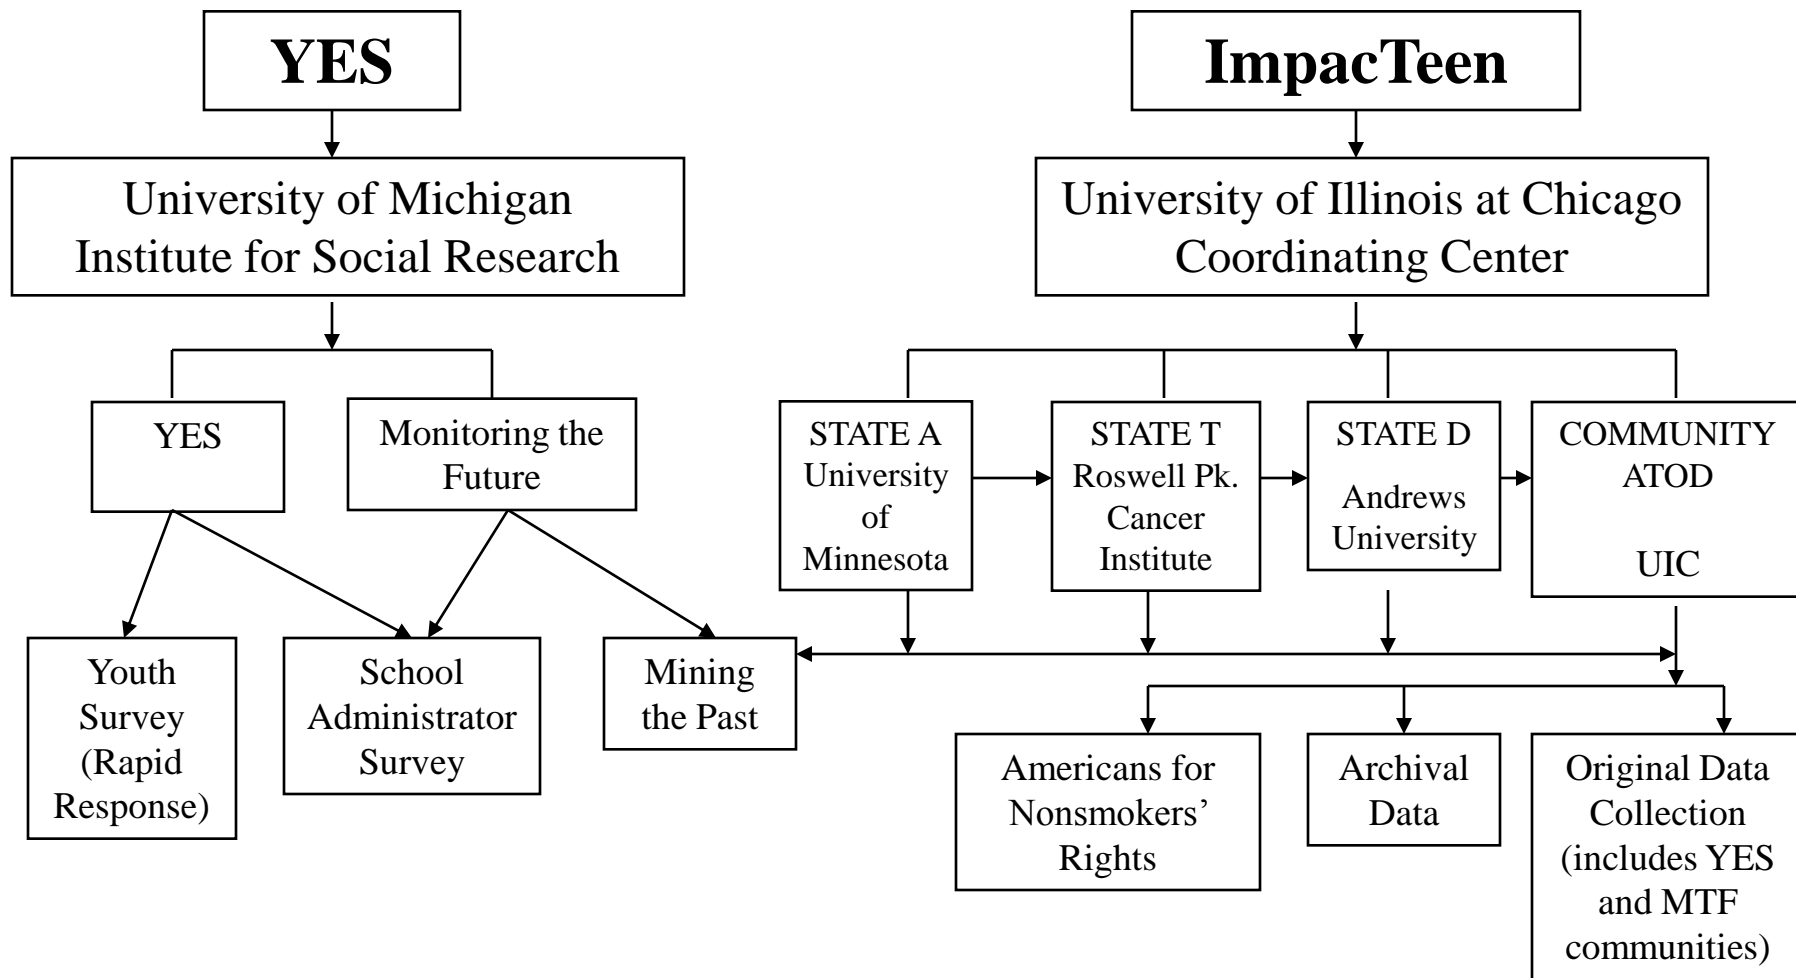 YES
ImpacTeen
University of Michigan
Institute for Social Research
University of Illinois at Chicago
Coordinating Center
YES
Monitoring the
Future
STATE A
University
of
Minnesota
STATE T
Roswell Pk.
Cancer
Institute
STATE D
Andrews
University
COMMUNITY
ATOD
UIC
Youth
Survey
(Rapid
Response)
School
Administrator
Survey
Mining
the Past
Americans for
Nonsmokers’
Rights
Archival
Data
Original Data
Collection
(includes YES
and MTF
communities)